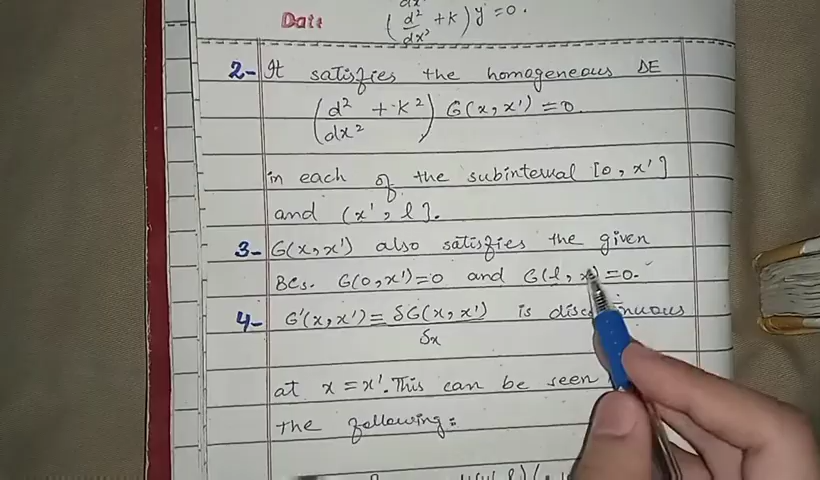 Date
(d²/dx² + k) y = 0.
2- It satisfies the homogeneous DE
(d²/dx² + k²) G(x, x') = 0
in each of the subinterval [0, x']
and (x', l].
3- G(x, x') also satisfies the given
BCs. G(0, x') = 0 and G(l, x') = 0.
4- G'(x, x') = δG(x, x')/δx is discontinuous
at x = x'. This can be seen
the following: